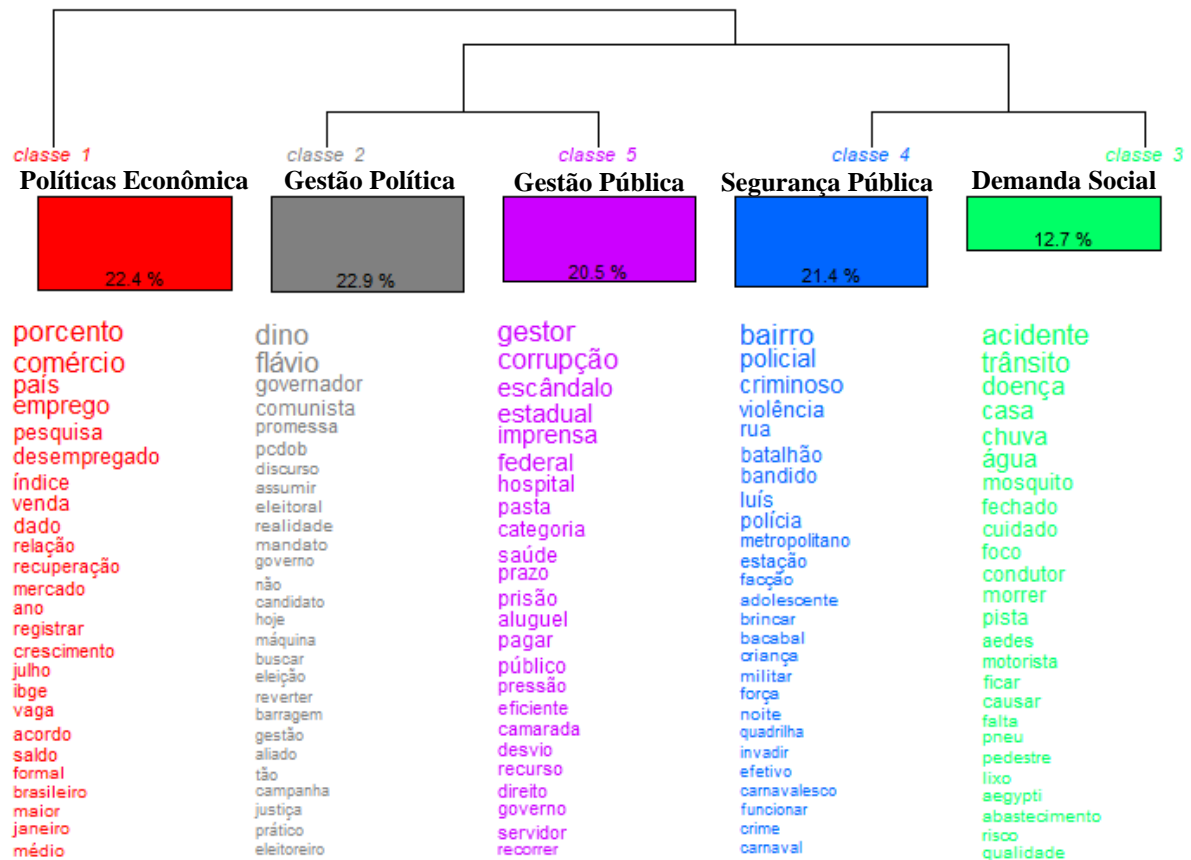 classe 1
classe 2
classe 5
classe 4
classe 3
Políticas Econômica
Gestão Política
Gestão Pública
Segurança Pública
Demanda Social
22.4 %
22.9 %
20.5 %
21.4 %
12.7 %
porcento
comércio
país
emprego
pesquisa
desempregado
índice
venda
dado
relação
recuperação
mercado
ano
registrar
crescimento
julho
ibge
vaga
acordo
saldo
formal
brasileiro
maior
janeiro
médio
dino
flávio
governador
comunista
promessa
pcdob
discurso
assumir
eleitoral
realidade
mandato
governo
não
candidato
hoje
máquina
buscar
eleição
reverter
barragem
gestão
aliado
tão
campanha
justiça
prático
eleitoreiro
gestor
corrupção
escândalo
estadual
imprensa
federal
hospital
pasta
categoria
saúde
prazo
prisão
aluguel
pagar
público
pressão
eficiente
camarada
desvio
recurso
direito
governo
servidor
recorrer
bairro
policial
criminoso
violência
rua
batalhão
bandido
luís
polícia
metropolitano
estação
facção
adolescente
brincar
bacabal
criança
militar
força
noite
quadrilha
invadir
efetivo
carnavalesco
funcionar
crime
carnaval
acidente
trânsito
doença
casa
chuva
água
mosquito
fechado
cuidado
foco
condutor
morrer
pista
aedes
motorista
ficar
causar
falta
pneu
pedestre
lixo
aegypti
abastecimento
risco
qualidade